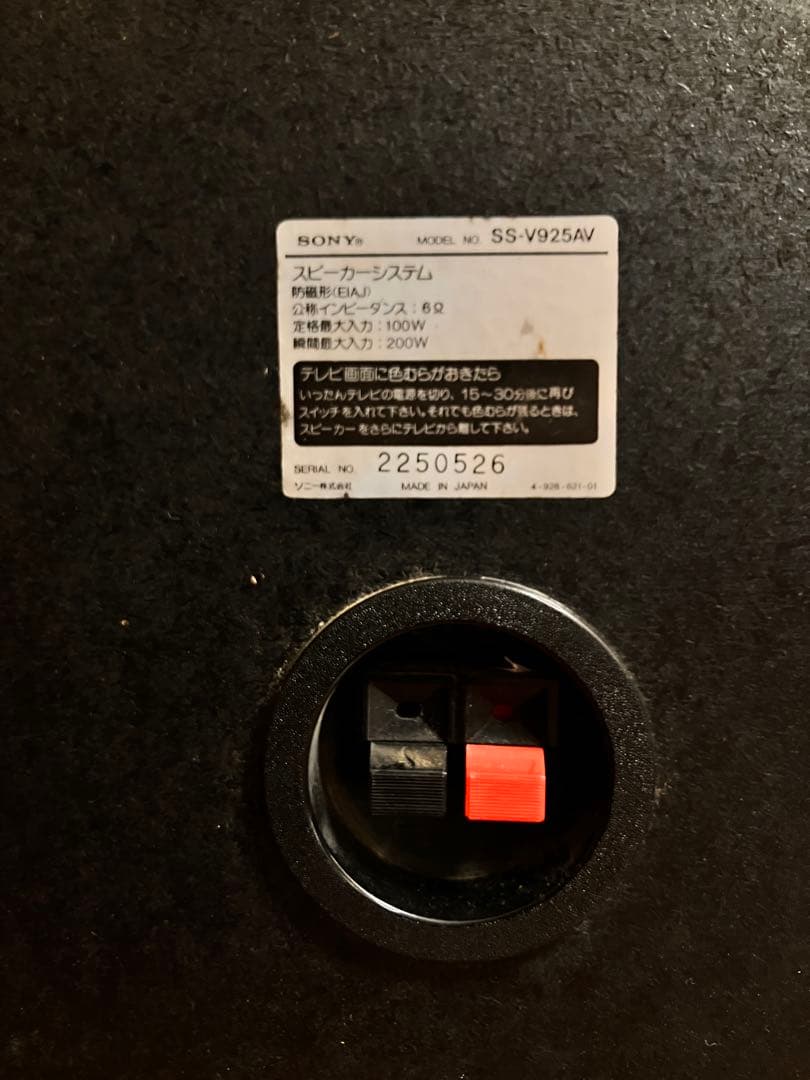 SONY® MODEL NO. SS-V925AV
スピーカーシステム
防磁形(EIAJ)
公称インピーダンス：6Ω
定格最大入力：100W
瞬間最大入力：200W
テレビ画面に色むらがおきたら
いったんテレビの電源を切り、15〜30分後に再び
スイッチを入れて下さい。それでも色むらが残るときは、
スピーカーをさらにテレビから離して下さい。
SERIAL NO. 2250526
ソニー株式会社 MADE IN JAPAN 4-928-621-01